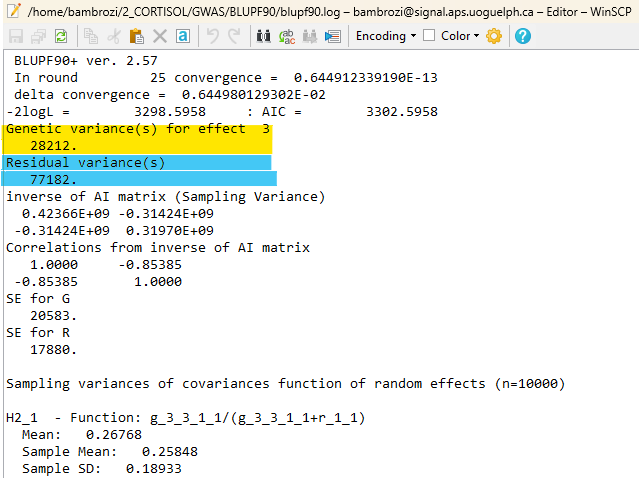 /home/bambrozi/2_CORTISOL/GWAS/BLUPF90/blupf90.log – bambrozi@signal.aps.uoguelph.ca – Editor – WinSCP
Encoding Color
BLUPF90+ ver. 2.57
In round 25 convergence = 0.644912339190E-13
delta convergence = 0.644980129302E-02
-2logL = 3298.5958 : AIC = 3302.5958
Genetic variance(s) for effect 3
28212.
Residual variance(s)
77182.
inverse of AI matrix (Sampling Variance)
0.42366E+09 -0.31424E+09
-0.31424E+09 0.31970E+09
Correlations from inverse of AI matrix
1.0000 -0.85385
-0.85385 1.0000
SE for G
20583.
SE for R
17880.
Sampling variances of covariances function of random effects (n=10000)
H2_1 - Function: g_3_3_1_1/(g_3_3_1_1+r_1_1)
Mean: 0.26768
Sample Mean: 0.25848
Sample SD: 0.18933